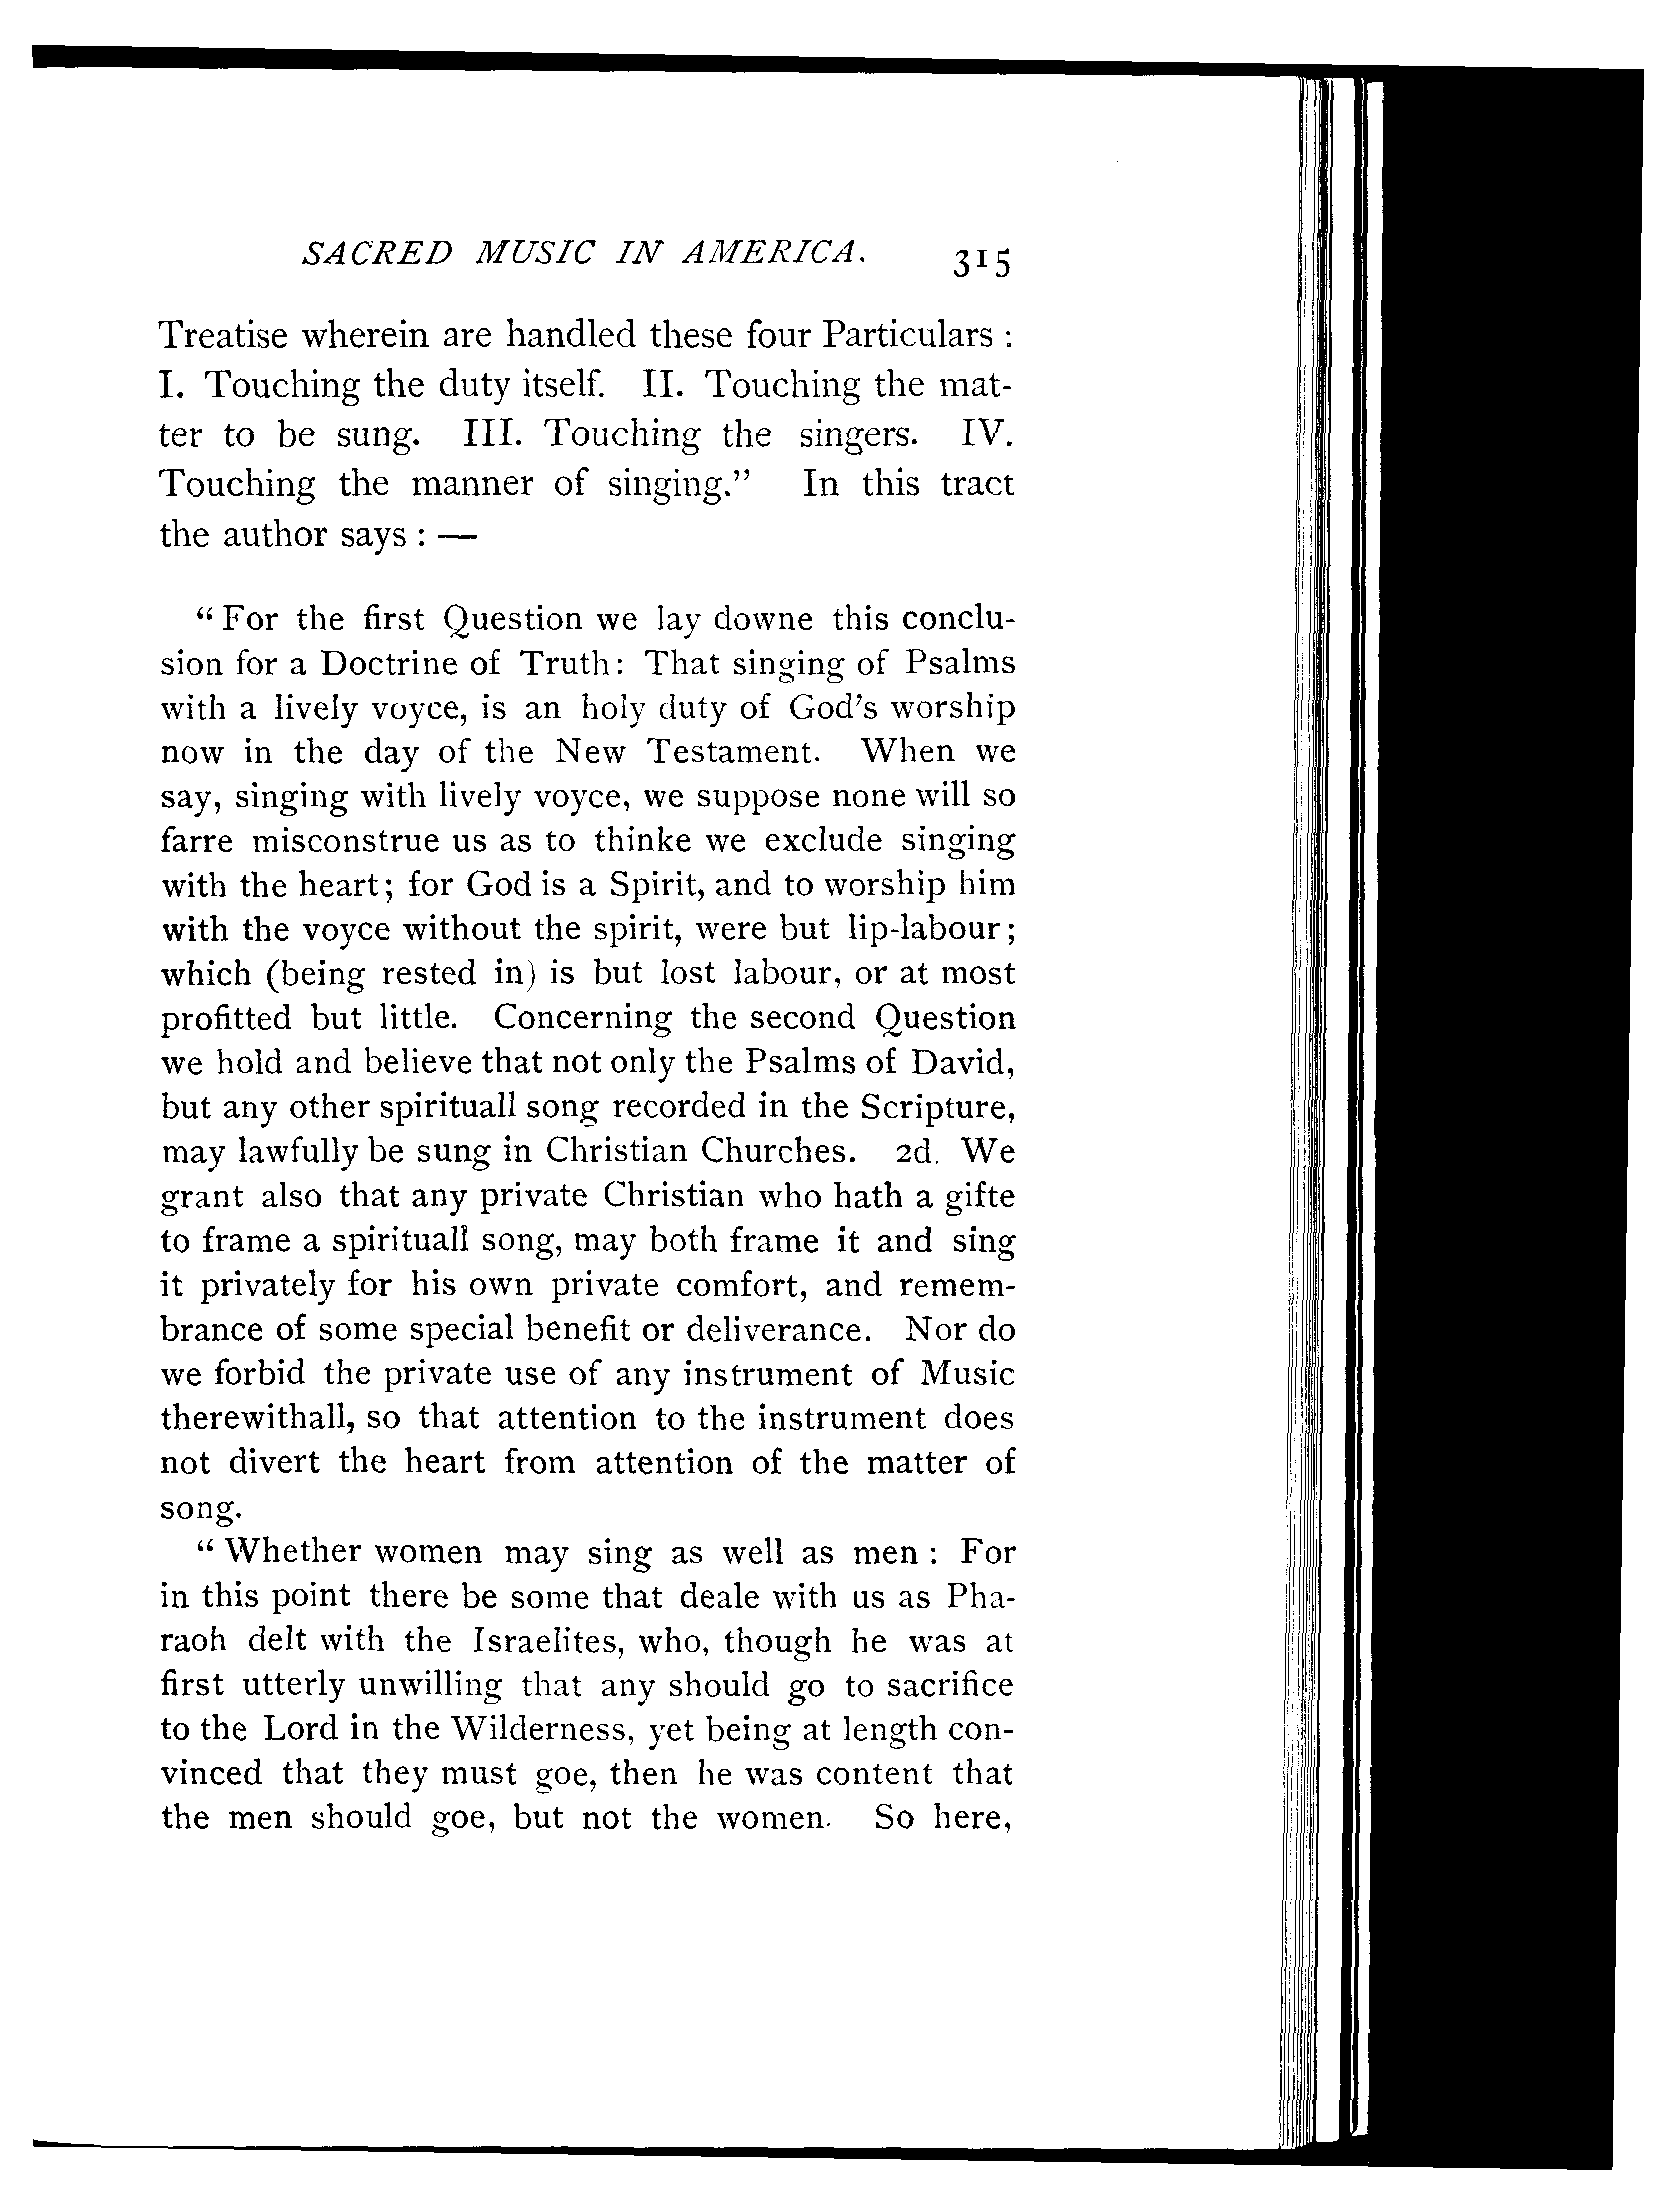 SACRED MUSIC IN AMERICA. 315
Treatise wherein are handled these four Particulars :
I. Touching the duty itself. II. Touching the mat-
ter to be sung. III. Touching the singers. IV.
Touching the manner of singing.” In this tract
the author says : —
“ For the first Question we lay downe this conclu-
sion for a Doctrine of Truth: That singing of Psalms
with a lively voyce, is an holy duty of God’s worship
now in the day of the New Testament. When we
say, singing with lively voyce, we suppose none will so
farre misconstrue us as to thinke we exclude singing
with the heart; for God is a Spirit, and to worship him
with the voyce without the spirit, were but lip-labour;
which (being rested in) is but lost labour, or at most
profitted but little. Concerning the second Question
we hold and believe that not only the Psalms of David,
but any other spirituall song recorded in the Scripture,
may lawfully be sung in Christian Churches. 2d. We
grant also that any private Christian who hath a gifte
to frame a spirituall song, may both frame it and sing
it privately for his own private comfort, and remem-
brance of some special benefit or deliverance. Nor do
we forbid the private use of any instrument of Music
therewithall, so that attention to the instrument does
not divert the heart from attention of the matter of
song.
“ Whether women may sing as well as men : For
in this point there be some that deale with us as Pha-
raoh delt with the Israelites, who, though he was at
first utterly unwilling that any should go to sacrifice
to the Lord in the Wilderness, yet being at length con-
vinced that they must goe, then he was content that
the men should goe, but not the women. So here,